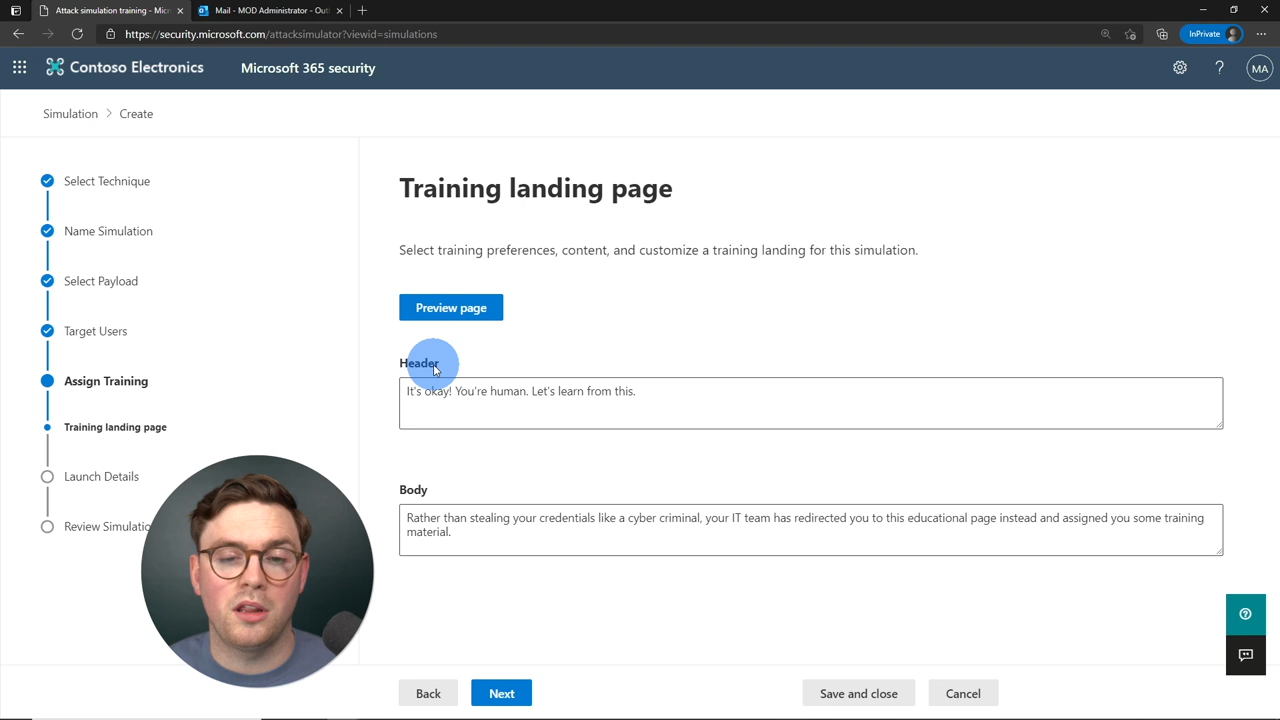 Attack simulation training - Micr
Mail - MOD Administrator - Out
https://security.microsoft.com/attacksimulator?viewid=simulations
InPrivate
Contoso Electronics
Microsoft 365 security
MA
Simulation > Create
Select Technique
Name Simulation
Select Payload
Target Users
Assign Training
Training landing page
Launch Details
Review Simulatio
Training landing page
Select training preferences, content, and customize a training landing for this simulation.
Preview page
Header
It's okay! You're human. Let's learn from this.
Body
Rather than stealing your credentials like a cyber criminal, your IT team has redirected you to this educational page instead and assigned you some training
material.
Back
Next
Save and close
Cancel